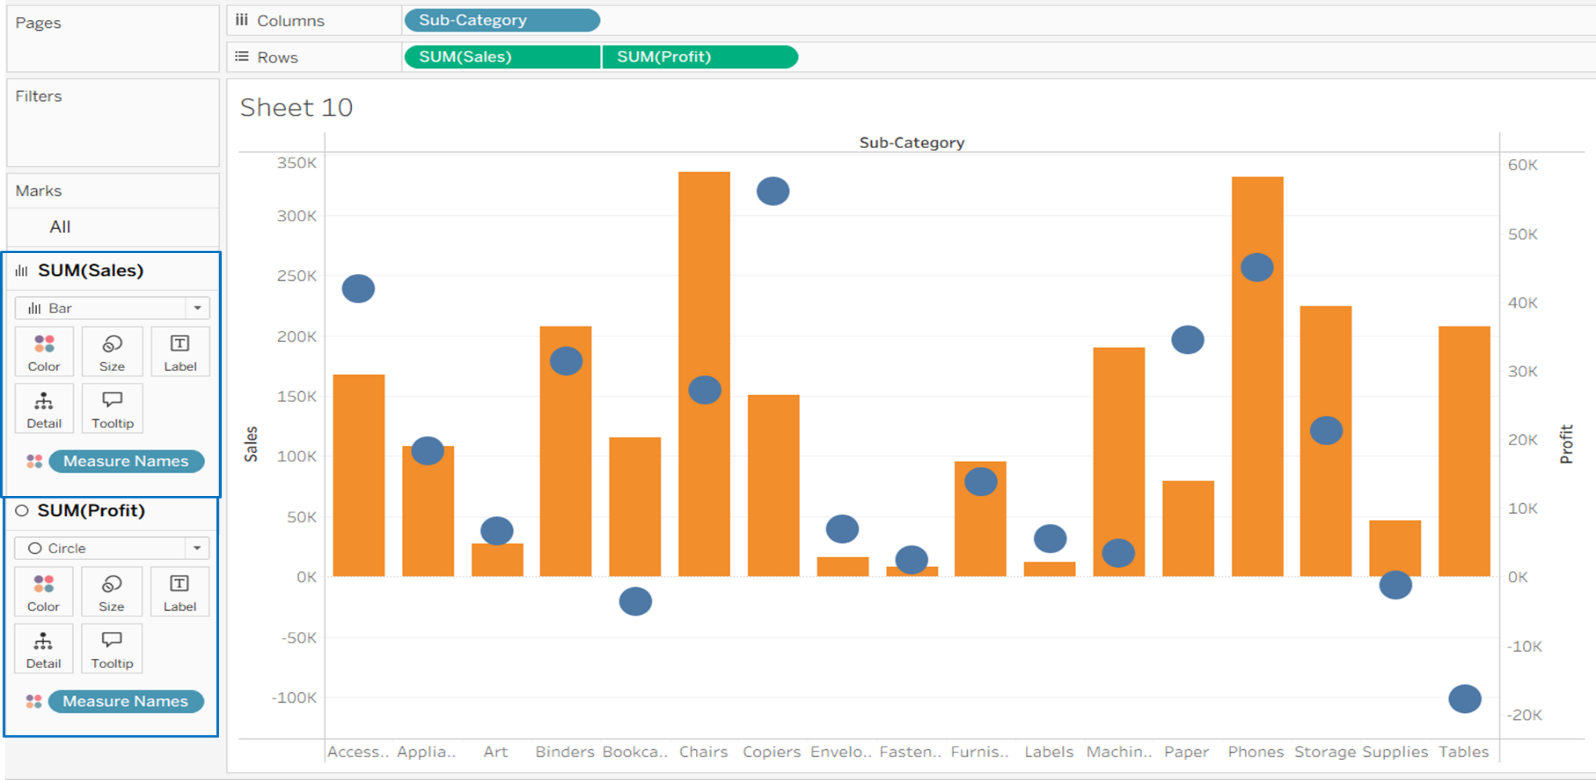 Pages
Columns
Sub-Category
Rows
SUM(Sales)
SUM(Profit)
Filters
Marks
All
SUM(Sales)
Bar
Color
Size
Label
Detail
Tooltip
Measure Names
SUM(Profit)
Circle
Color
Size
Label
Detail
Tooltip
Measure Names
Sheet 10
Sub-Category
350K
300K
250K
200K
150K
100K
50K
0K
-50K
-100K
Sales
60K
50K
40K
30K
20K
10K
0K
-10K
-20K
Profit
Access.. Applia.. Art Binders Bookca.. Chairs Copiers Envelo.. Fasten.. Furnis.. Labels Machin.. Paper Phones Storage Supplies Tables